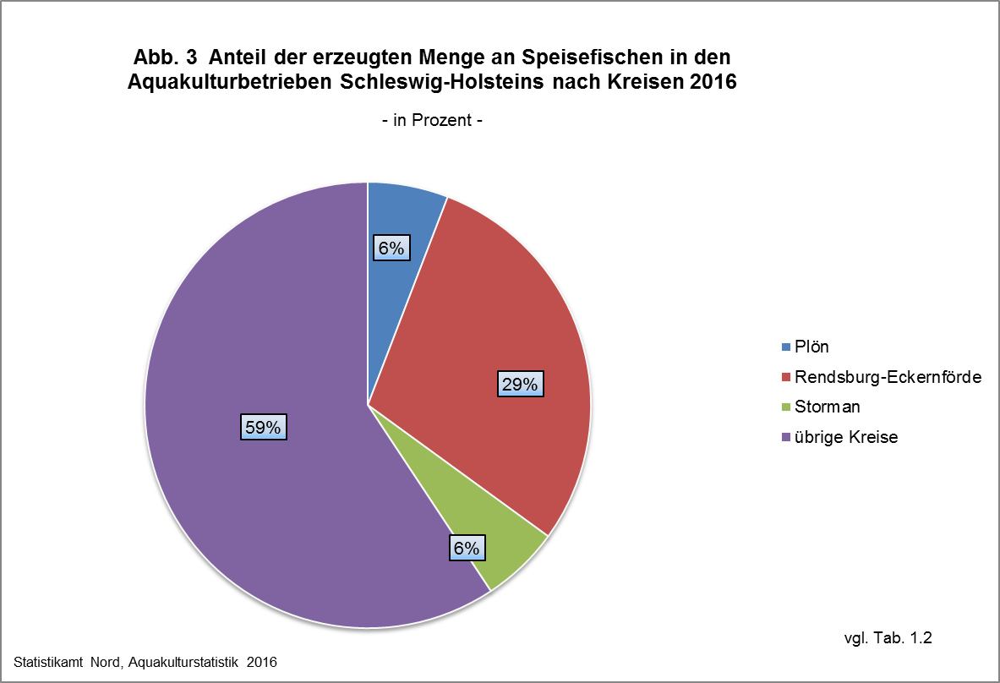 Abb. 3  Anteil der erzeugten Menge an Speisefischen in den
Aquakulturbetrieben Schleswig-Holsteins nach Kreisen 2016
- in Prozent -
6%
29%
59%
6%
Plön
Rendsburg-Eckernförde
Storman
übrige Kreise
vgl. Tab. 1.2
Statistikamt Nord, Aquakulturstatistik 2016